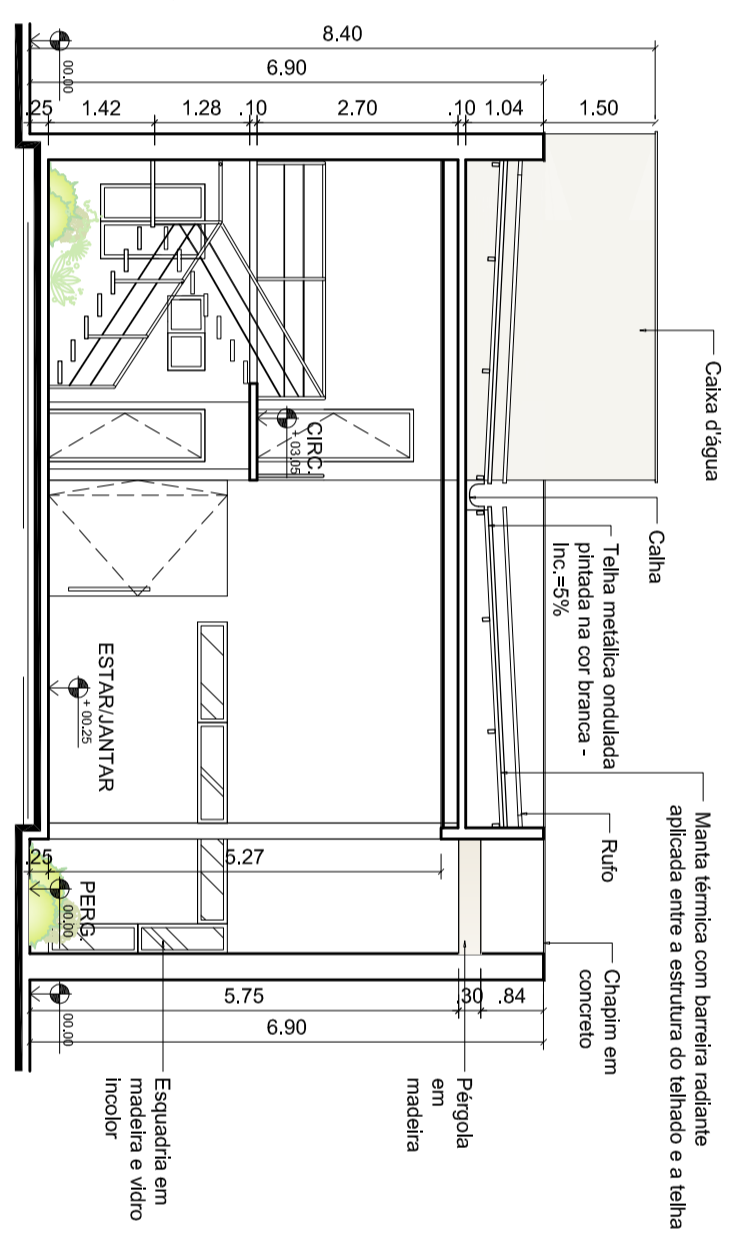 8.40
6.90
.25
1.42
1.28
.10
2.70
.10
1.04
1.50
00.00
Caixa d'água
Calha
Telha metálica ondulada
pintada na cor branca -
Inc.=5%
Manta térmica com barreira radiante
aplicada entre a estrutura do telhado e a telha
Rufo
Chapim em
concreto
CIRC.
+ 03.05
ESTAR/JANTAR
+ 00.25
.25
5.27
PERG.
00.00
5.75
.30
.84
6.90
00.00
Pérgola
em
madeira
Esquadria em
madeira e vidro
incolor